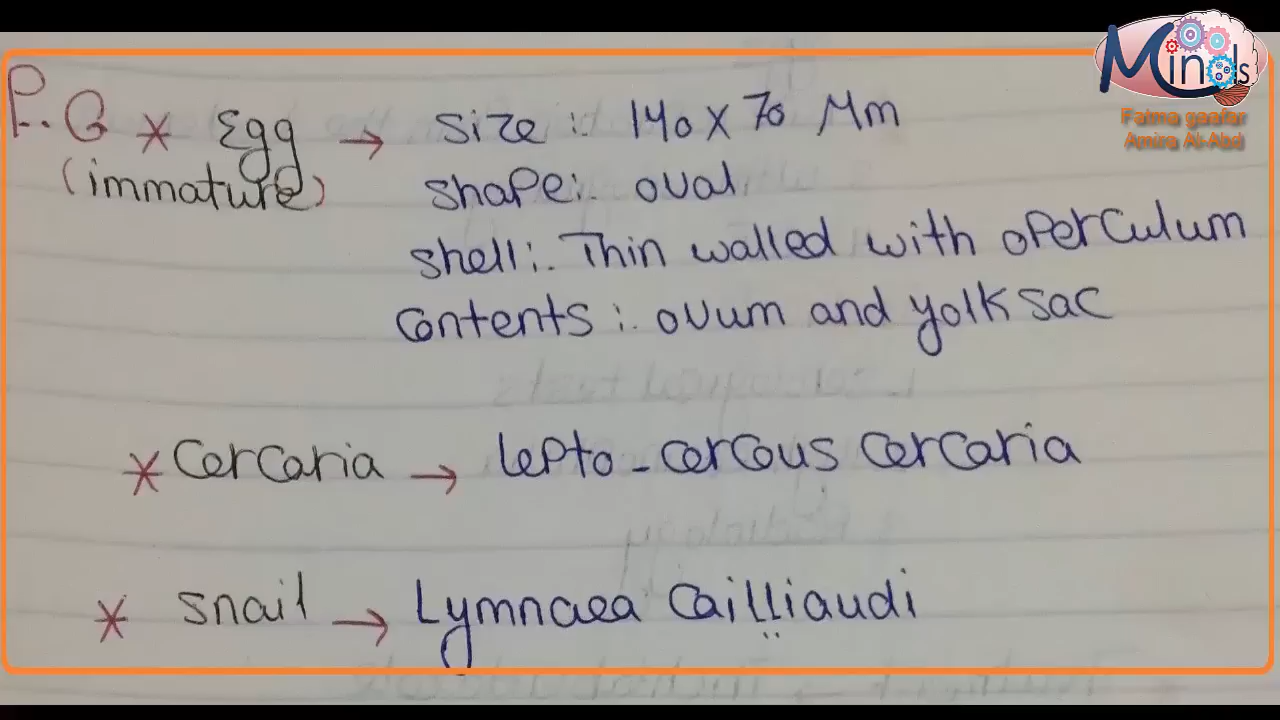 Minds
Fatma gaafar
Amira Al-Abd
F.G * Egg → size : 140 X 70 Mm
(immature) shape : oval
shell : Thin walled with operculum
contents : ovum and yolk sac
* Cercaria → lepto-cercous cercaria
* snail → Lymnaea Cailliaudi